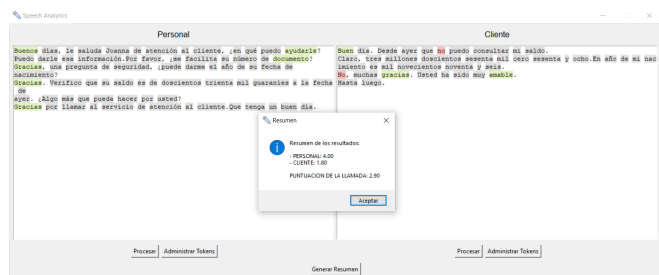 Speech Analytics
Personal
Cliente
Buenos dias, le saluda Joanna de atención al cliente, ¿en qué puedo ayudarle?
Puedo darle esa información.Por favor, ¿me facilita su número de documento?
Gracias, una pregunta de seguridad, ¿puede darme el año de su fecha de
nacimiento?
Gracias. Verifico que su saldo es de doscientos treinta mil guaranies a la fecha
de
ayer. ¿Algo más que pueda hacer por usted?
Gracias por llamar al servicio de atención al cliente.Que tenga un buen dia.
Buen dia. Desde ayer que no puedo consultar mi saldo.
Claro, tres millones doscientos sesenta mil cero sesenta y ocho.En año de mi nac
imiento es mil novecientos noventa y seis.
No, muchas gracias. Usted ha sido muy amable.
Hasta luego.
Resumen
Resumen de los resultados:
- PERSONAL: 4.00
- CLIENTE: 1.80
PUNTUACION DE LA LLAMADA: 2.90
Aceptar
Procesar
Administrar Tokens
Procesar
Administrar Tokens
Generar Resumen